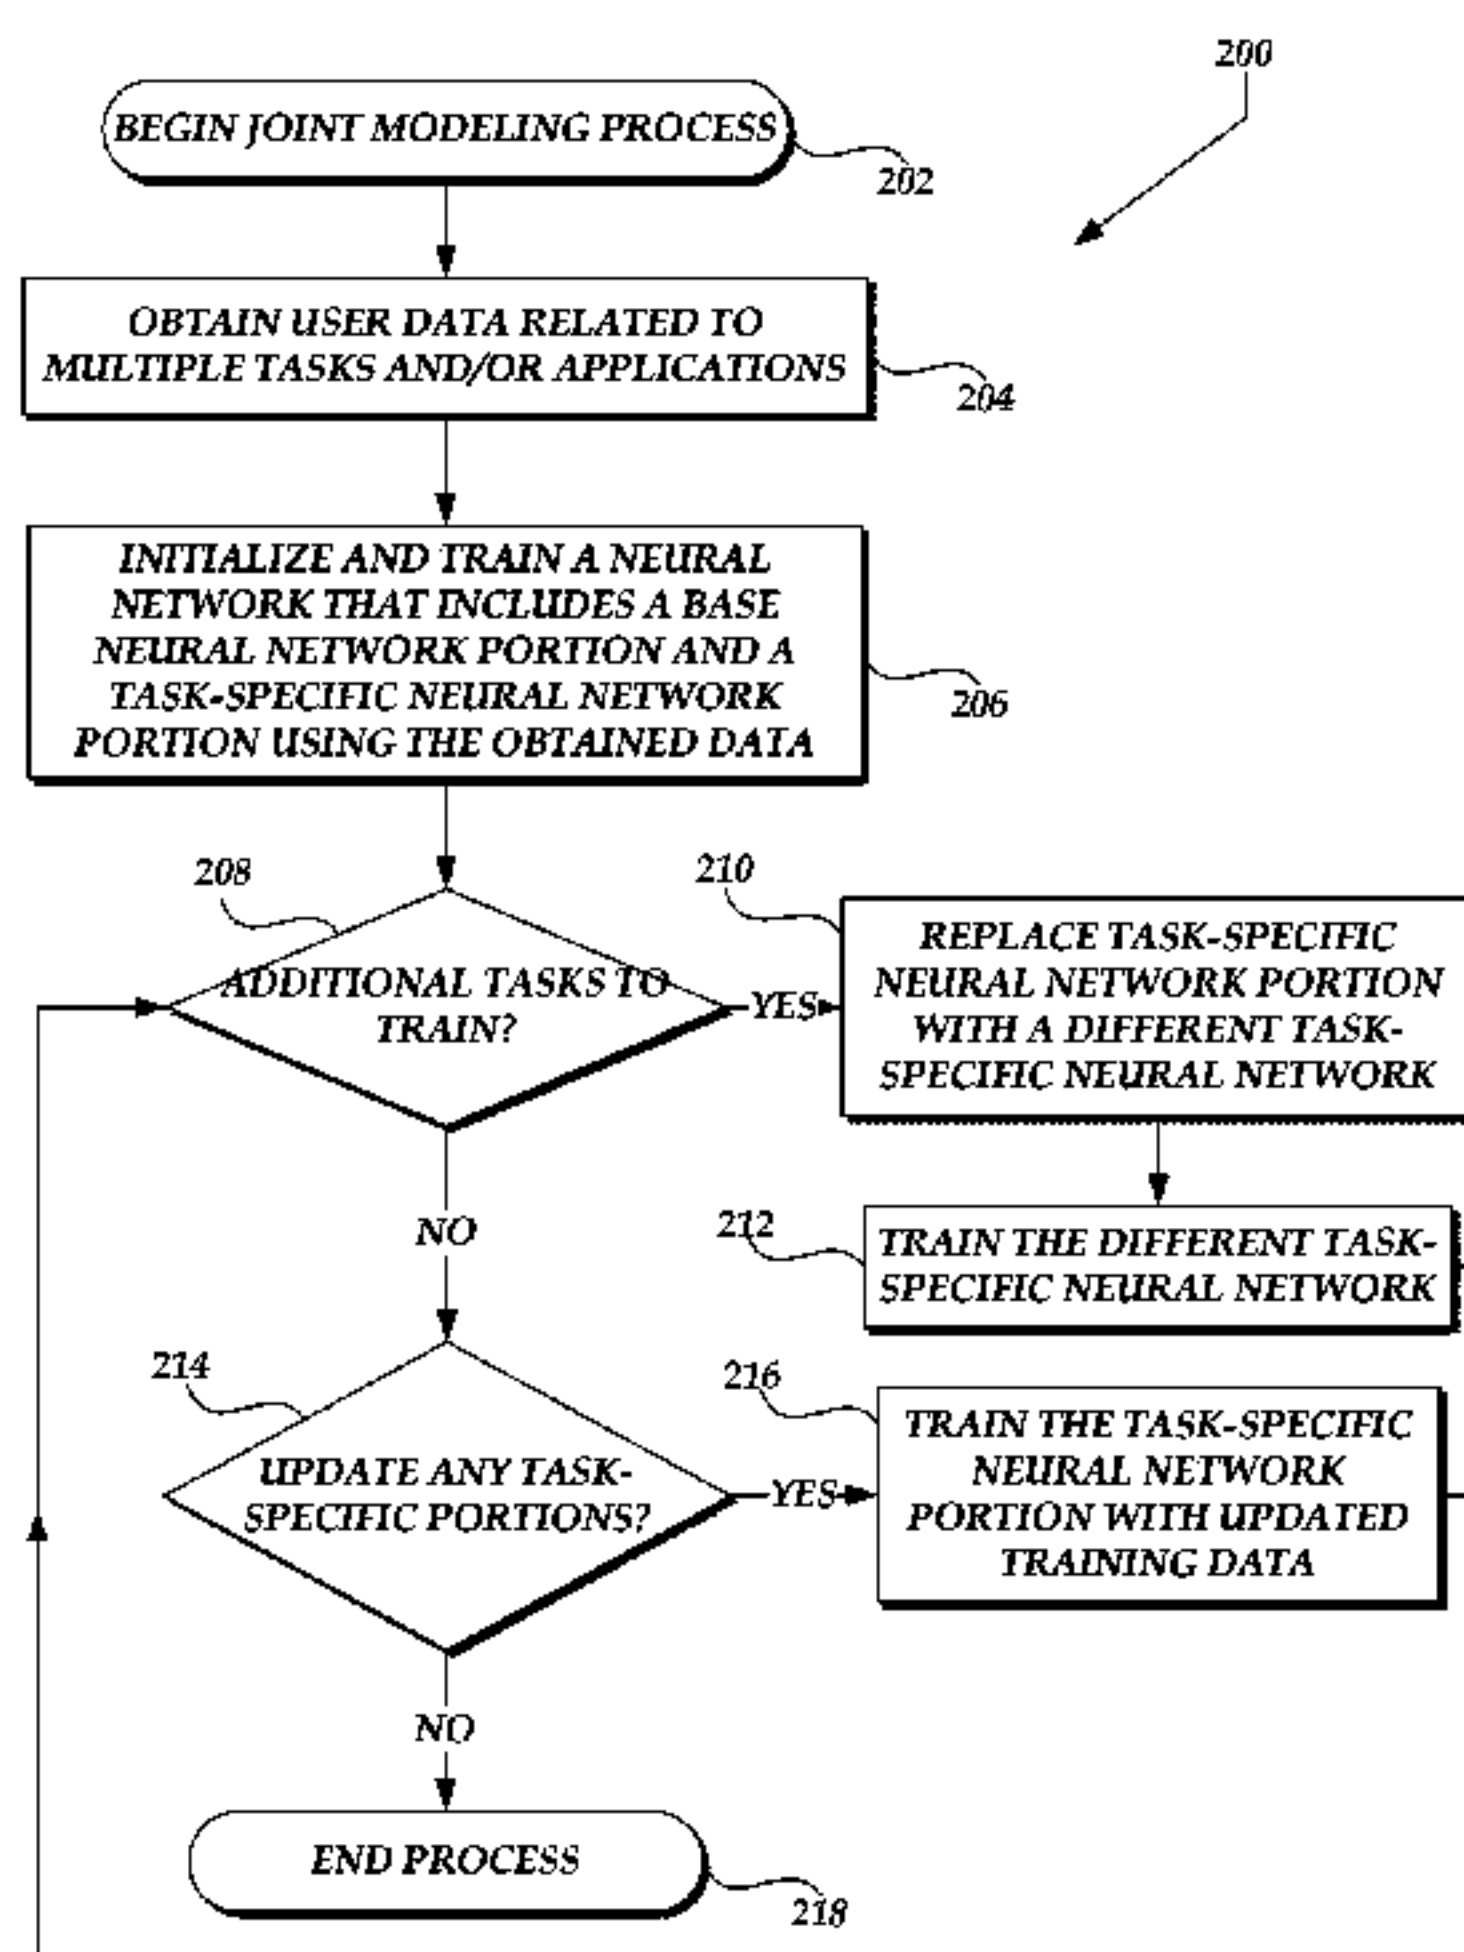 200
BEGIN JOINT MODELING PROCESS
202
OBTAIN USER DATA RELATED TO
MULTIPLE TASKS AND/OR APPLICATIONS
204
INITIALIZE AND TRAIN A NEURAL
NETWORK THAT INCLUDES A BASE
NEURAL NETWORK PORTION AND A
TASK-SPECIFIC NEURAL NETWORK
PORTION USING THE OBTAINED DATA
206
208
ADDITIONAL TASKS TO
TRAIN?
YES
210
REPLACE TASK-SPECIFIC
NEURAL NETWORK PORTION
WITH A DIFFERENT TASK-
SPECIFIC NEURAL NETWORK
NO
212
TRAIN THE DIFFERENT TASK-
SPECIFIC NEURAL NETWORK
214
UPDATE ANY TASK-
SPECIFIC PORTIONS?
YES
216
TRAIN THE TASK-SPECIFIC
NEURAL NETWORK
PORTION WITH UPDATED
TRAINING DATA
NO
END PROCESS
218